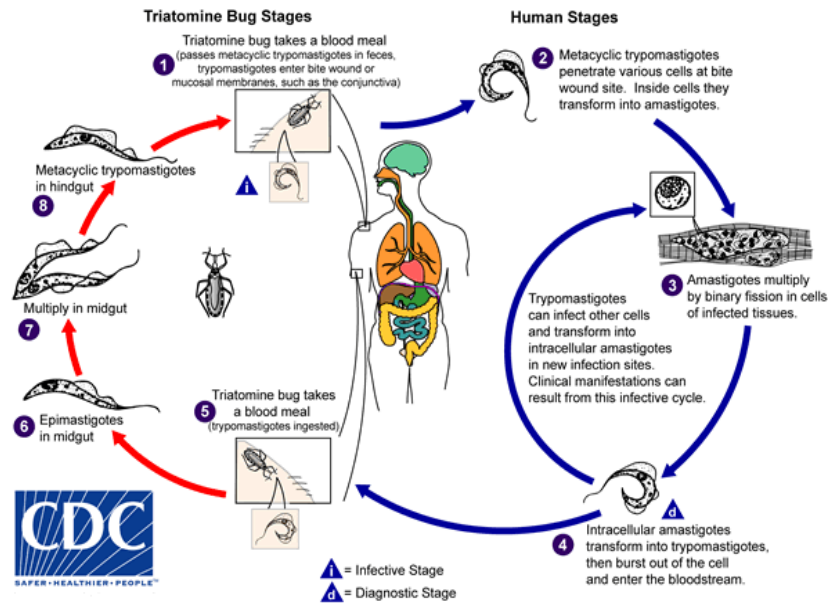 Triatomine Bug Stages
Human Stages
1
Triatomine bug takes a blood meal
(passes metacyclic trypomastigotes in feces,
trypomastigotes enter bite wound or
mucosal membranes, such as the conjunctiva)
i
2
Metacyclic trypomastigotes
penetrate various cells at bite
wound site. Inside cells they
transform into amastigotes.
3
Amastigotes multiply
by binary fission in cells
of infected tissues.
Trypomastigotes
can infect other cells
and transform into
intracellular amastigotes
in new infection sites.
Clinical manifestations can
result from this infective cycle.
d
4
Intracellular amastigotes
transform into trypomastigotes,
then burst out of the cell
and enter the bloodstream.
5
Triatomine bug takes
a blood meal
(trypomastigotes ingested)
6
Epimastigotes
in midgut
Multiply in midgut
7
Metacyclic trypomastigotes
in hindgut
8
CDC
SAFER • HEALTHIER • PEOPLE™
i = Infective Stage
d = Diagnostic Stage